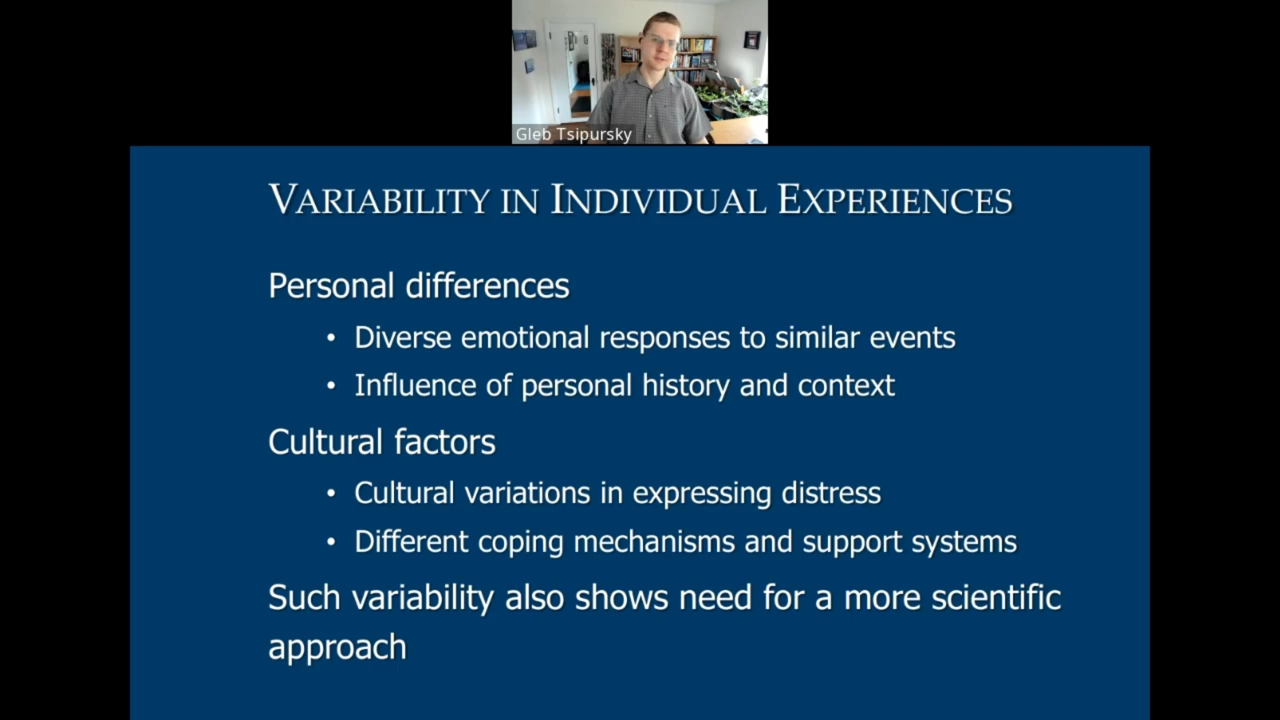 Gleb Tsipursky
VARIABILITY IN INDIVIDUAL EXPERIENCES
Personal differences
• Diverse emotional responses to similar events
• Influence of personal history and context
Cultural factors
• Cultural variations in expressing distress
• Different coping mechanisms and support systems
Such variability also shows need for a more scientific
approach